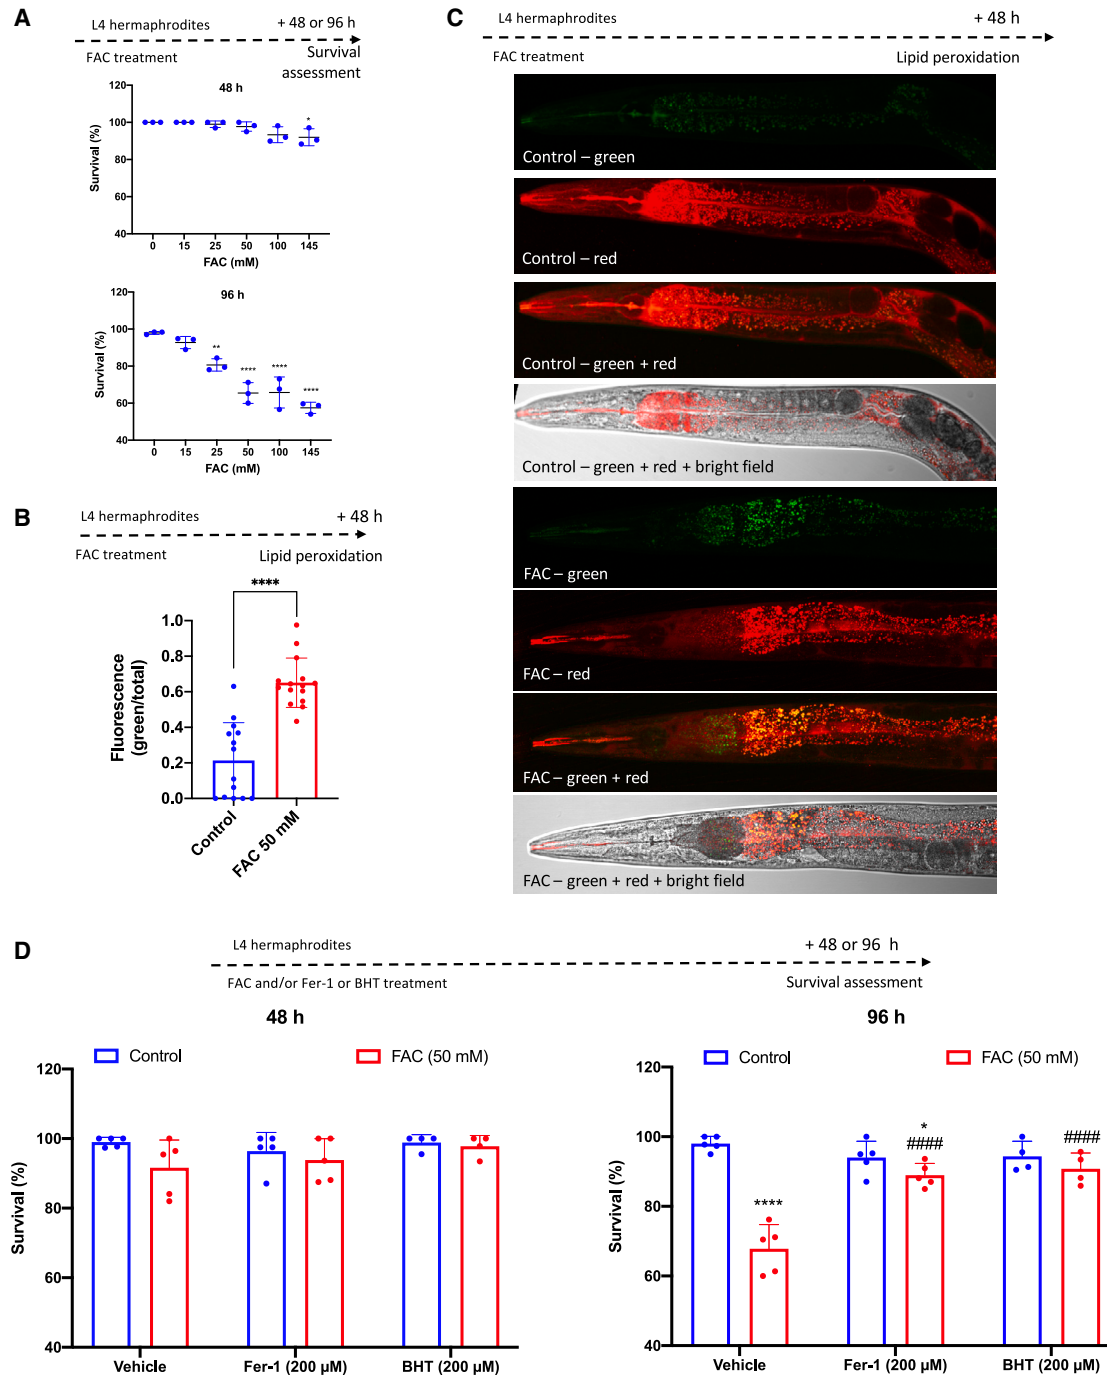 A
L4 hermaphrodites
+ 48 or 96 h
FAC treatment
Survival
assessment
48 h
Survival (%)
120
100
80
60
40
*
0 15 25 50 100 145
FAC (mM)
96 h
Survival (%)
120
100
80
60
40
** **** **** ****
0 15 25 50 100 145
FAC (mM)
B
L4 hermaphrodites
+ 48 h
FAC treatment
Lipid peroxidation
****
Fluorescence
(green/total)
1.0
0.8
0.6
0.4
0.2
0.0
Control
FAC 50 mM
C
L4 hermaphrodites
+ 48 h
FAC treatment
Lipid peroxidation
Control – green
Control – red
Control – green + red
Control – green + red + bright field
FAC – green
FAC – red
FAC – green + red
FAC – green + red + bright field
D
L4 hermaphrodites
+ 48 or 96 h
FAC and/or Fer-1 or BHT treatment
Survival assessment
48 h
Control
FAC (50 mM)
Survival (%)
120
100
80
60
40
Vehicle
Fer-1 (200 µM)
BHT (200 µM)
96 h
Control
FAC (50 mM)
Survival (%)
120
100
80
60
40
****
*
####
####
Vehicle
Fer-1 (200 µM)
BHT (200 µM)